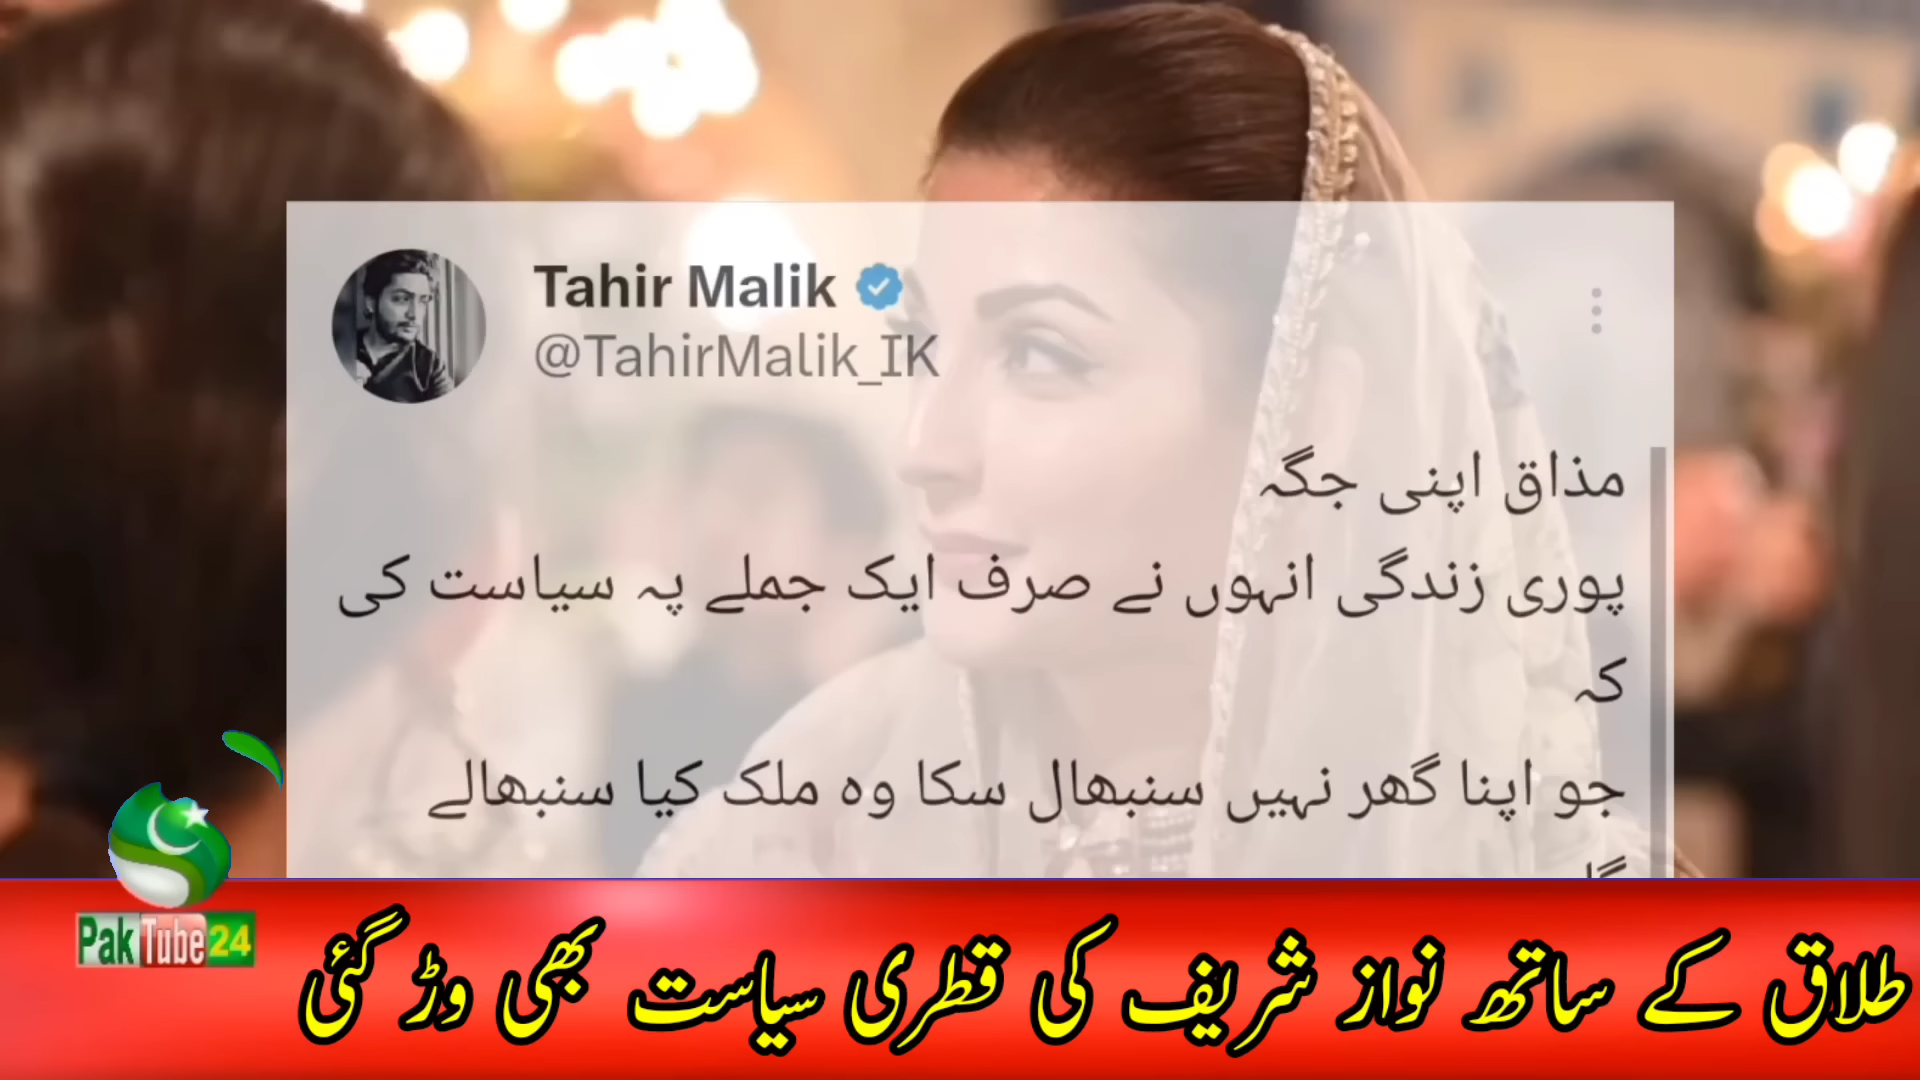 Tahir Malik
@TahirMalik_IK
مذاق اپنی جگہ
پوری زندگی انہوں نے صرف ایک جملے پہ سیاست کی
کہ
جو اپنا گھر نہیں سنبھال سکا وہ ملک کیا سنبھالے
PakTube24
طلاق کے ساتھ نواز شریف کی قطری سیاست بھی وڑ گئی